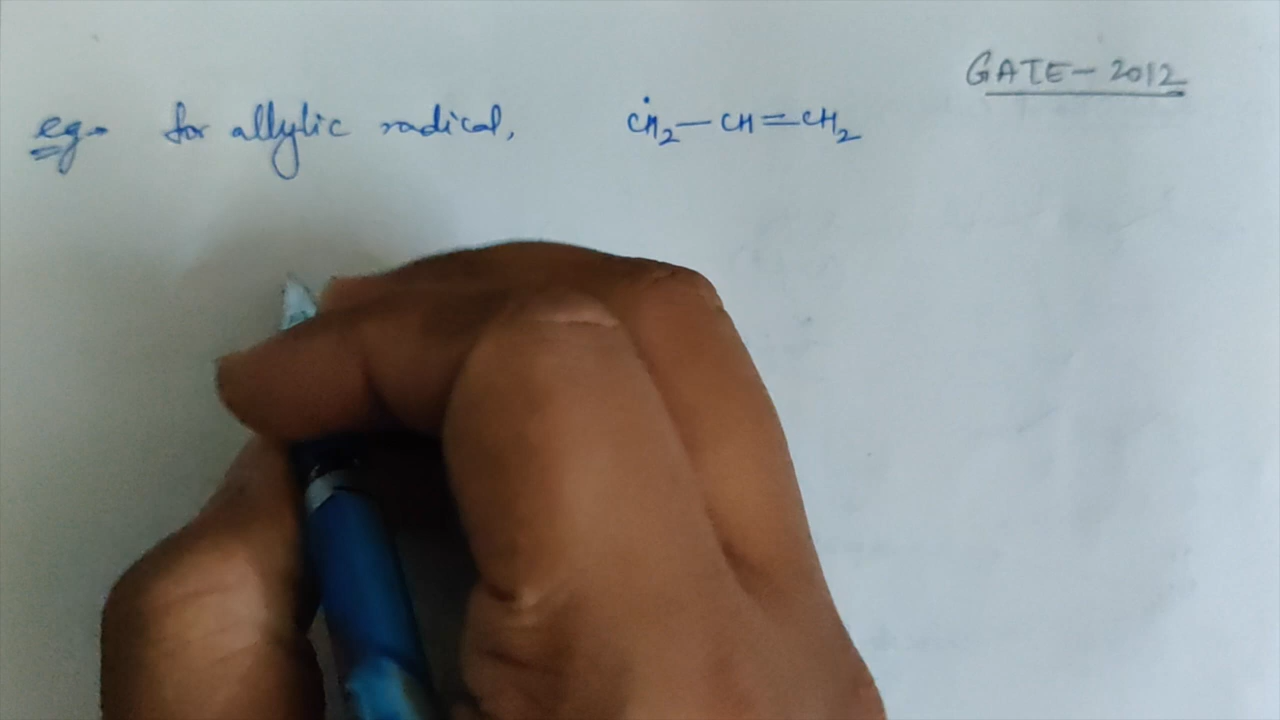 GATE-2012
eg- for allylic radical, ĊH₂-CH=CH₂